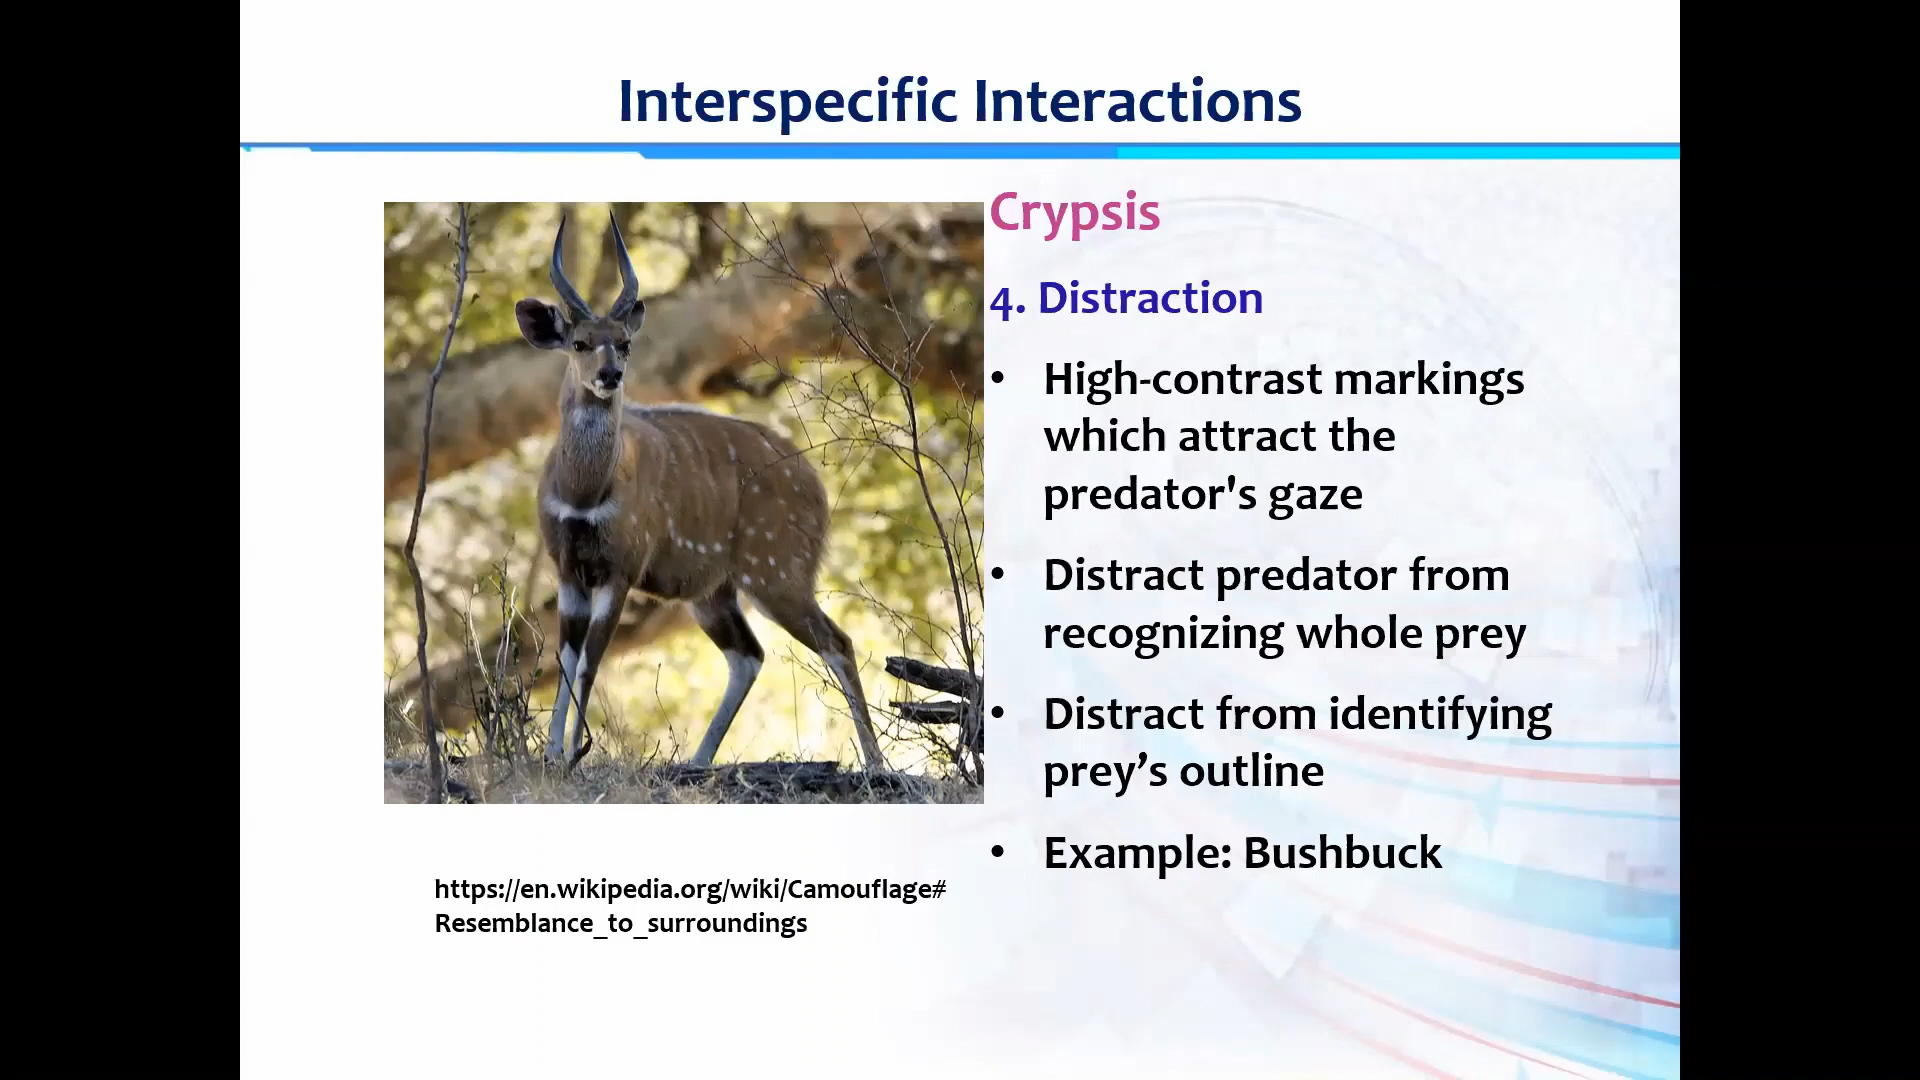 Interspecific Interactions
Crypsis
4. Distraction
• High-contrast markings
which attract the
predator's gaze
• Distract predator from
recognizing whole prey
• Distract from identifying
prey’s outline
• Example: Bushbuck
https://en.wikipedia.org/wiki/Camouflage#
Resemblance_to_surroundings